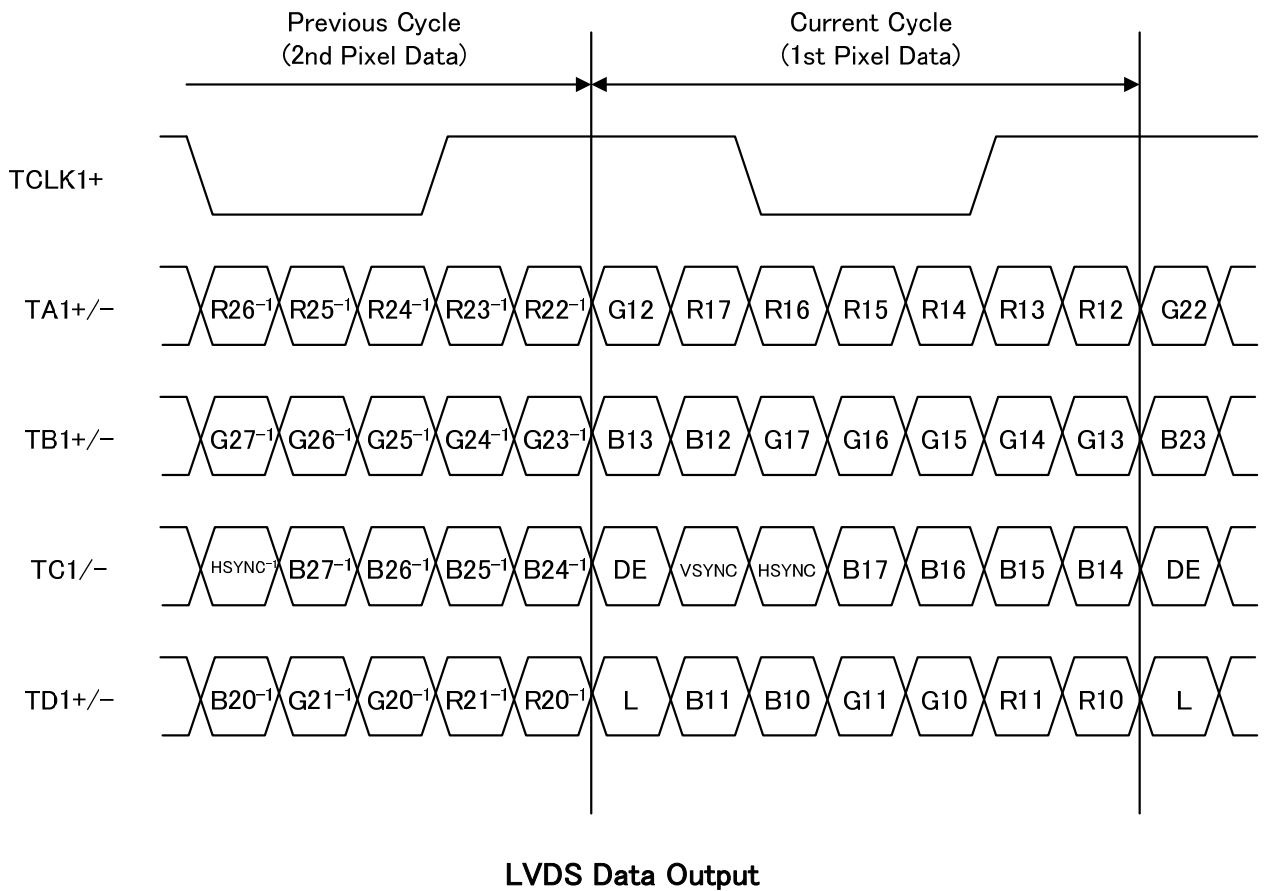 Previous Cycle
(2nd Pixel Data)
Current Cycle
(1st Pixel Data)
TCLK1+
TA1+/− R26⁻¹ R25⁻¹ R24⁻¹ R23⁻¹ R22⁻¹ G12 R17 R16 R15 R14 R13 R12 G22
TB1+/− G27⁻¹ G26⁻¹ G25⁻¹ G24⁻¹ G23⁻¹ B13 B12 G17 G16 G15 G14 G13 B23
TC1/− HSYNC⁻¹ B27⁻¹ B26⁻¹ B25⁻¹ B24⁻¹ DE VSYNC HSYNC B17 B16 B15 B14 DE
TD1+/− B20⁻¹ G21⁻¹ G20⁻¹ R21⁻¹ R20⁻¹ L B11 B10 G11 G10 R11 R10 L
LVDS Data Output